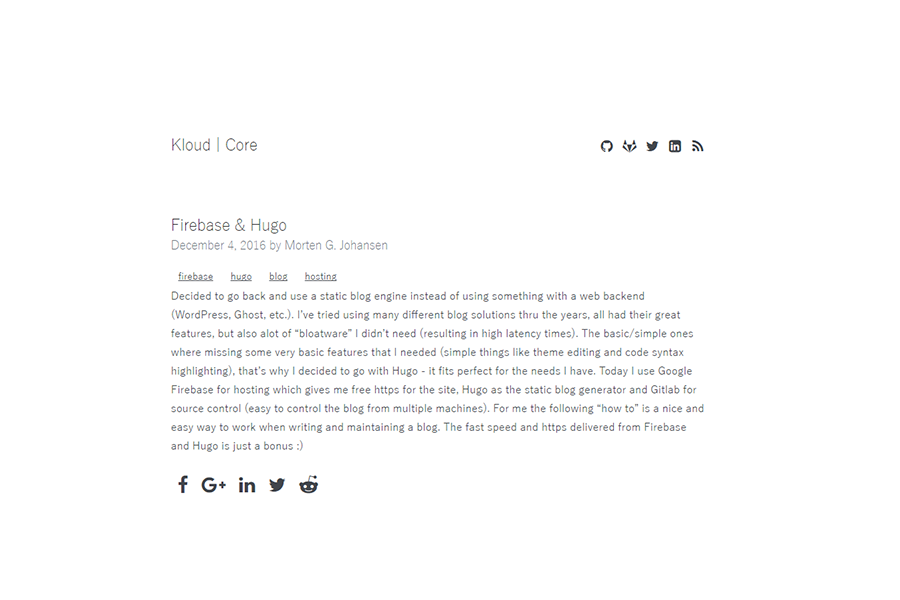 Kloud | Core
Firebase & Hugo
December 4, 2016 by Morten G. Johansen
firebase hugo blog hosting
Decided to go back and use a static blog engine instead of using something with a web backend
(WordPress, Ghost, etc.). I've tried using many different blog solutions thru the years, all had their great
features, but also alot of “bloatware” I didn't need (resulting in high latency times). The basic/simple ones
where missing some very basic features that I needed (simple things like theme editing and code syntax
highlighting), that's why I decided to go with Hugo - it fits perfect for the needs I have. Today I use Google
Firebase for hosting which gives me free https for the site, Hugo as the static blog generator and Gitlab for
source control (easy to control the blog from multiple machines). For me the following “how to” is a nice and
easy way to work when writing and maintaining a blog. The fast speed and https delivered from Firebase
and Hugo is just a bonus :)